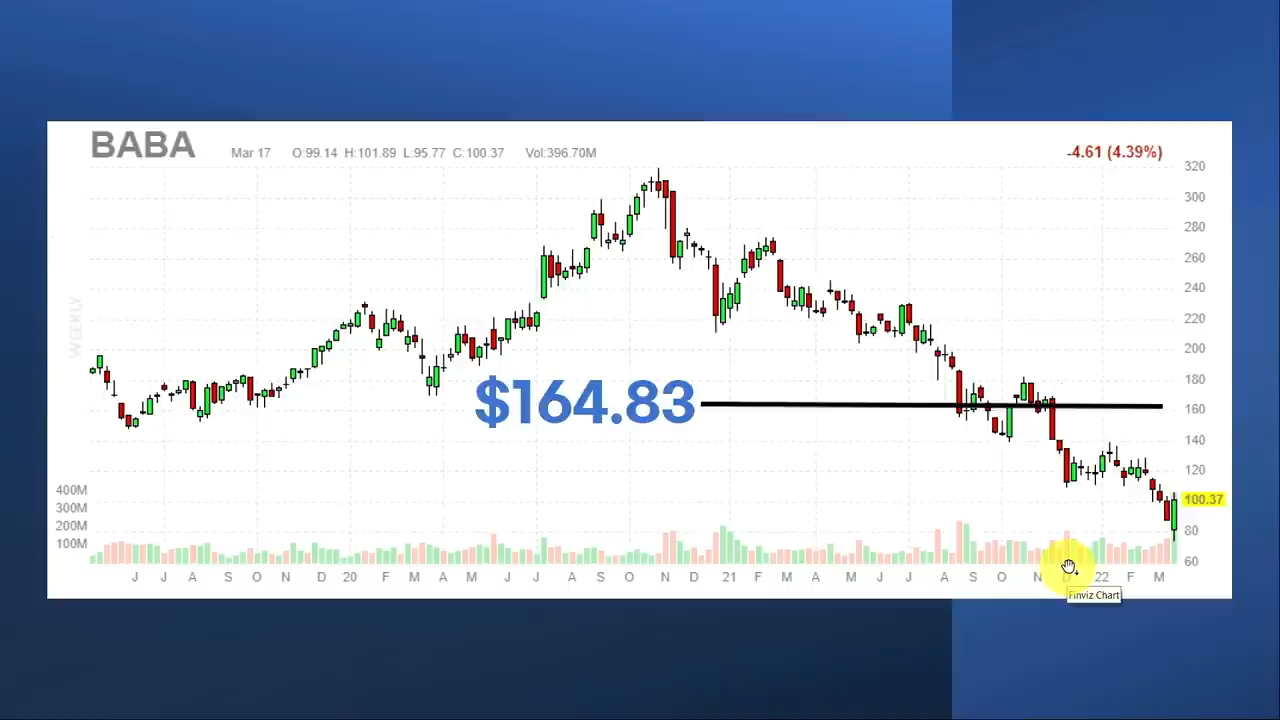 BABA
Mar 17 O:99.14 H:101.89 L:95.77 C:100.37 Vol:396.70M
-4.61 (4.39%)
320
300
280
260
240
220
200
180
160
140
120
100.37
80
60
WEEKLY
$164.83
400M
300M
200M
100M
J J A S O N D 20 F M A M J J A S O N D 21 F M A M J J A S O N D 22 F M
Finviz Chart